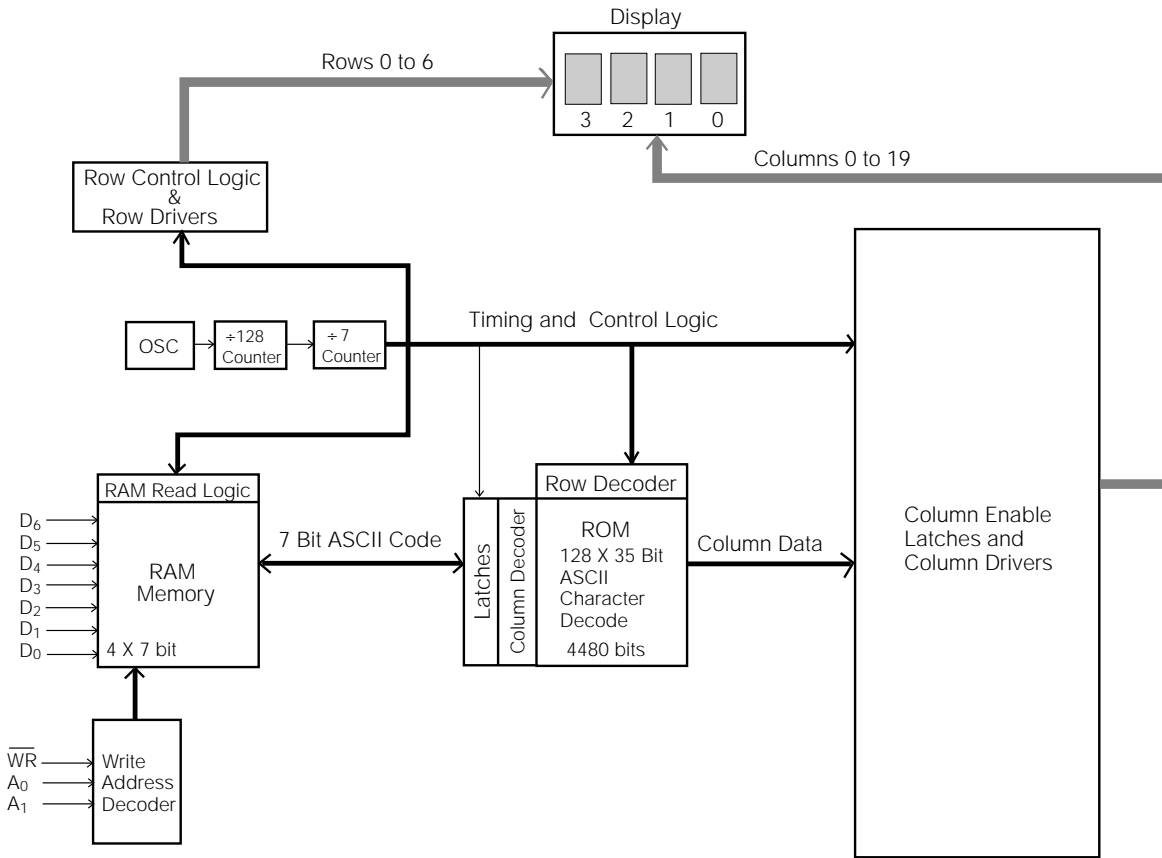 Display
Rows 0 to 6
3 2 1 0
Columns 0 to 19
Row Control Logic
&
Row Drivers
Timing and Control Logic
OSC
÷128
Counter
÷7
Counter
RAM Read Logic
Row Decoder
D6
D5
D4
D3
D2
D1
D0
RAM
Memory
4 X 7 bit
7 Bit ASCII Code
Latches
Column Decoder
ROM
128 X 35 Bit
ASCII
Character
Decode
4480 bits
Column Data
Column Enable
Latches and
Column Drivers
W̅R̅
A0
A1
Write
Address
Decoder